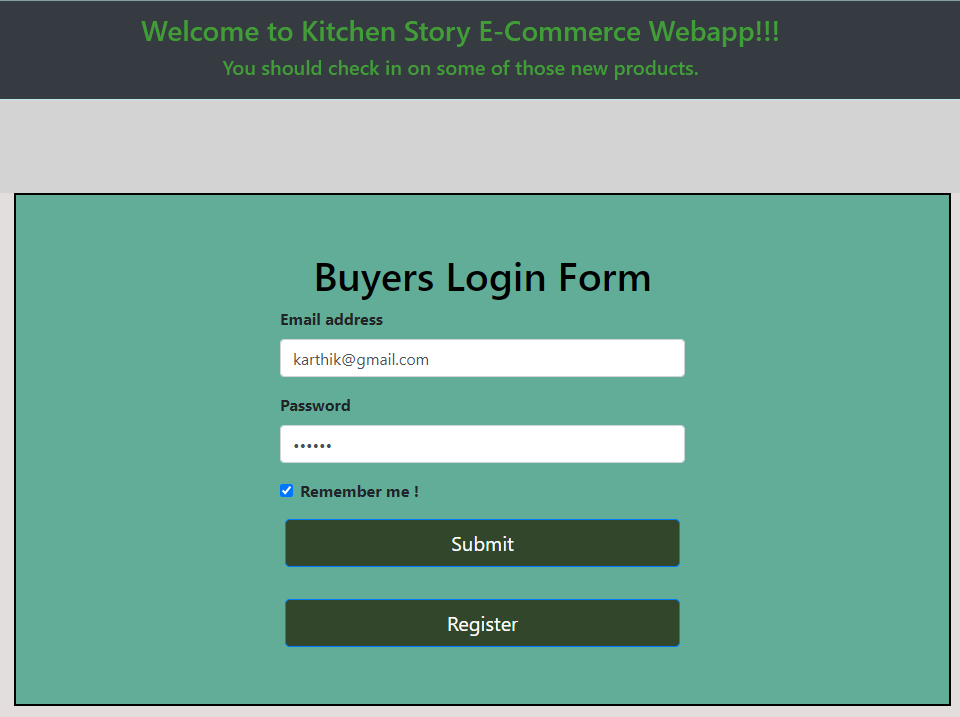 Welcome to Kitchen Story E-Commerce Webapp!!!
You should check in on some of those new products.
Buyers Login Form
Email address
karthik@gmail.com
Password
••••••
Remember me !
Submit
Register